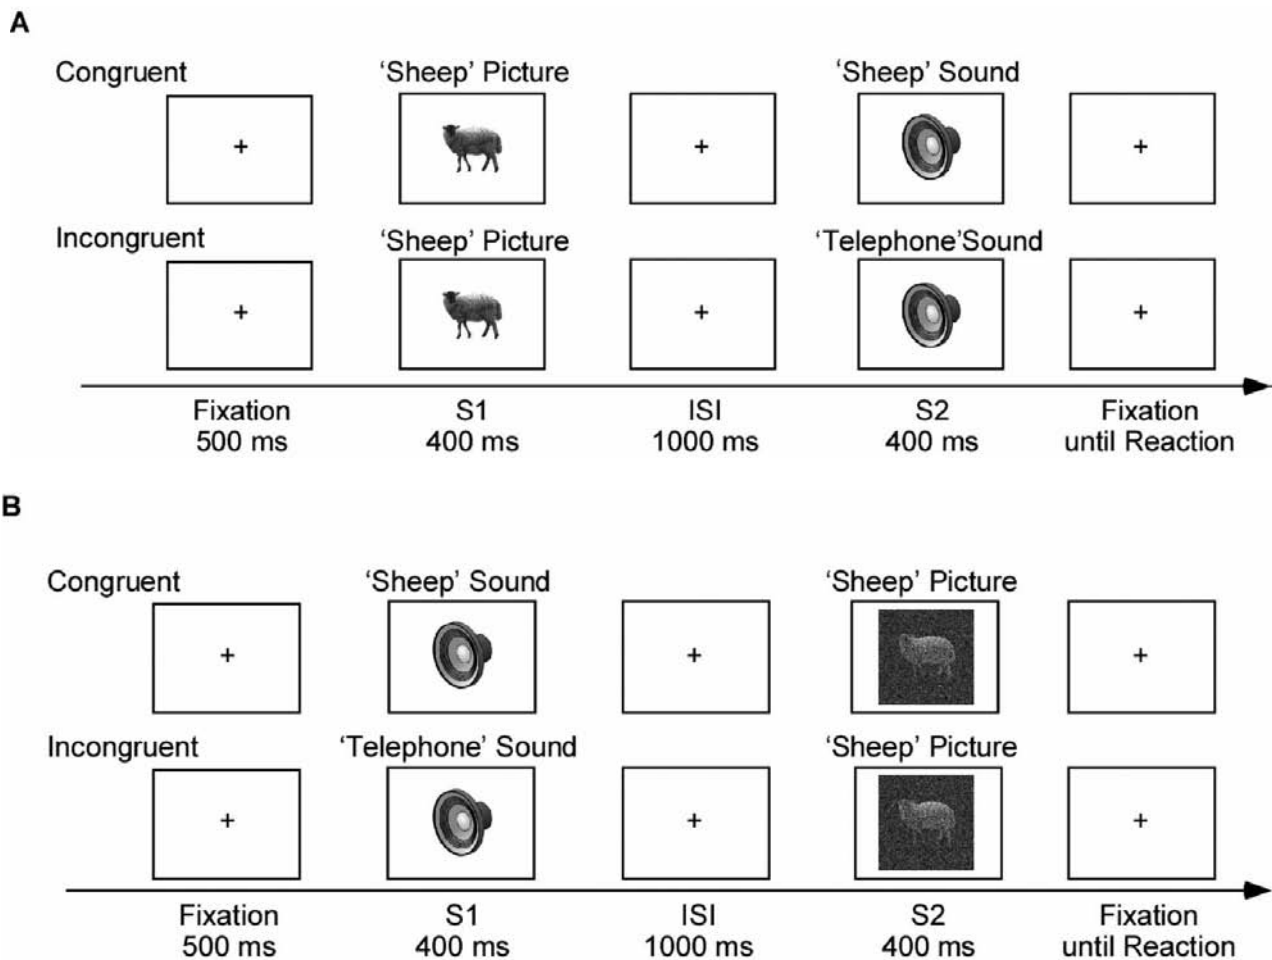 A
Congruent
‘Sheep’ Picture
‘Sheep’ Sound
+
+
+
Incongruent
‘Sheep’ Picture
‘Telephone’Sound
+
+
+
Fixation
500 ms
S1
400 ms
ISI
1000 ms
S2
400 ms
Fixation
until Reaction
B
Congruent
‘Sheep’ Sound
‘Sheep’ Picture
+
+
+
Incongruent
‘Telephone’ Sound
‘Sheep’ Picture
+
+
+
Fixation
500 ms
S1
400 ms
ISI
1000 ms
S2
400 ms
Fixation
until Reaction